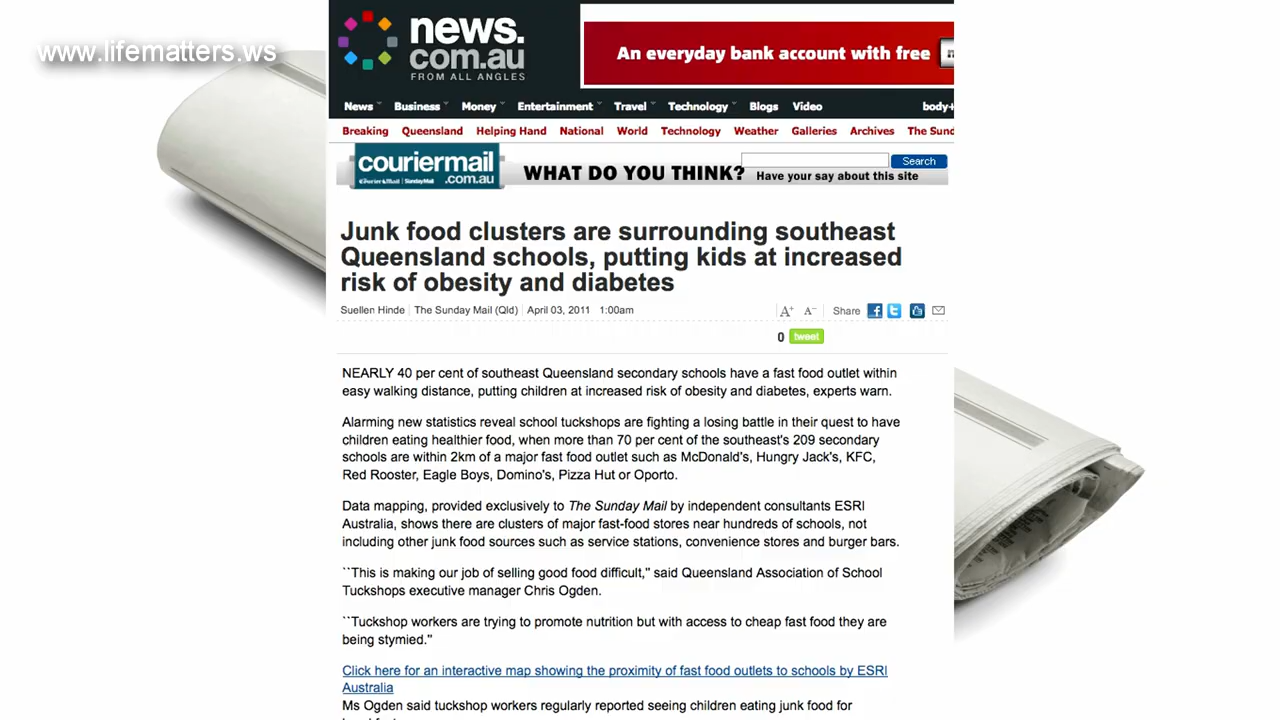 www.lifematters.ws
news.
com.au
FROM ALL ANGLES
An everyday bank account with free
News Business Money Entertainment Travel Technology Blogs Video body+
Breaking Queensland Helping Hand National World Technology Weather Galleries Archives The Sund
couriermail
.com.au
WHAT DO YOU THINK?
Search
Have your say about this site
Junk food clusters are surrounding southeast
Queensland schools, putting kids at increased
risk of obesity and diabetes
Suellen Hinde The Sunday Mail (Qld) April 03, 2011 1:00am A+ A- Share
0 tweet
NEARLY 40 per cent of southeast Queensland secondary schools have a fast food outlet within
easy walking distance, putting children at increased risk of obesity and diabetes, experts warn.
Alarming new statistics reveal school tuckshops are fighting a losing battle in their quest to have
children eating healthier food, when more than 70 per cent of the southeast's 209 secondary
schools are within 2km of a major fast food outlet such as McDonald's, Hungry Jack's, KFC,
Red Rooster, Eagle Boys, Domino's, Pizza Hut or Oporto.
Data mapping, provided exclusively to The Sunday Mail by independent consultants ESRI
Australia, shows there are clusters of major fast-food stores near hundreds of schools, not
including other junk food sources such as service stations, convenience stores and burger bars.
``This is making our job of selling good food difficult,'' said Queensland Association of School
Tuckshops executive manager Chris Ogden.
``Tuckshop workers are trying to promote nutrition but with access to cheap fast food they are
being stymied.''
Click here for an interactive map showing the proximity of fast food outlets to schools by ESRI
Australia
Ms Ogden said tuckshop workers regularly reported seeing children eating junk food for